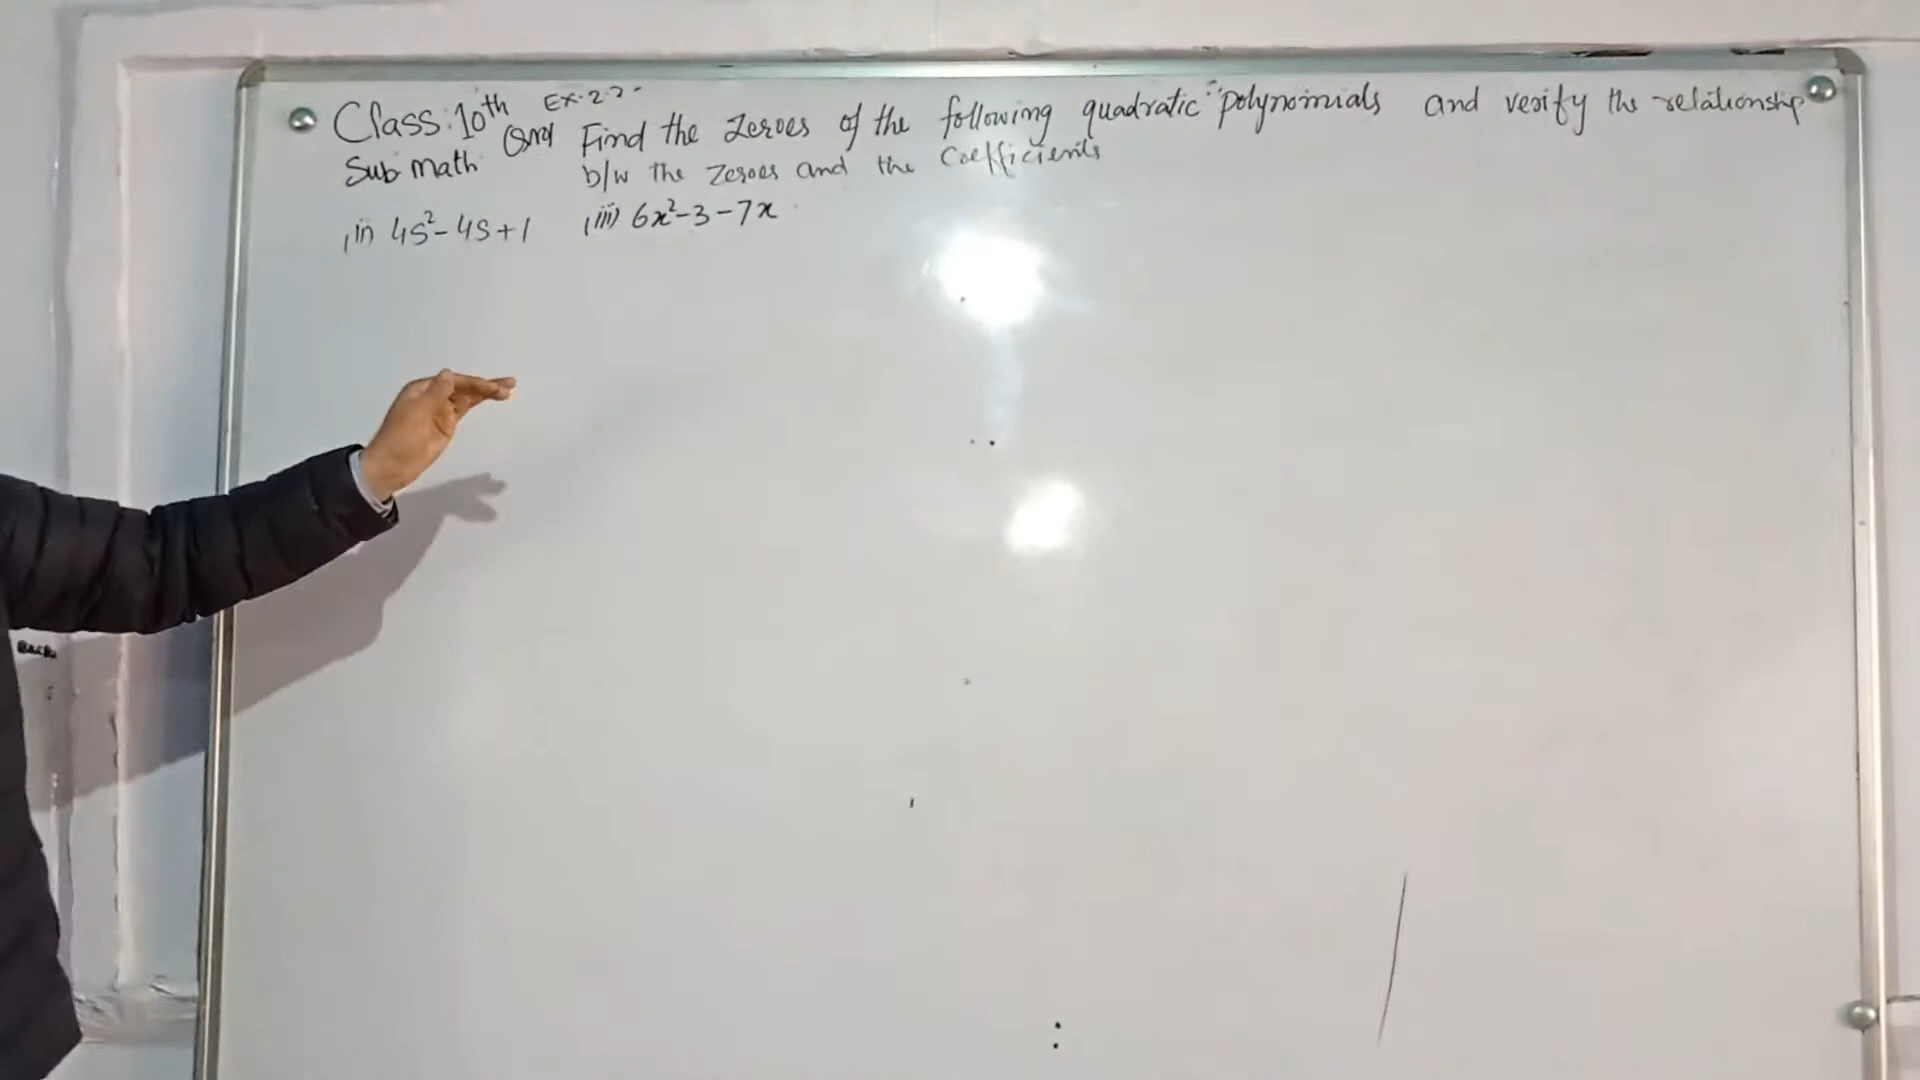 Class: 10th Ex. 2.2.
Sub Math Qno1 Find the Zeroes of the following quadratic polynomials and verify the relationship
b/w the Zeroes and the Coefficients
(ii) 4S²-4S+1 (iii) 6x²-3-7x